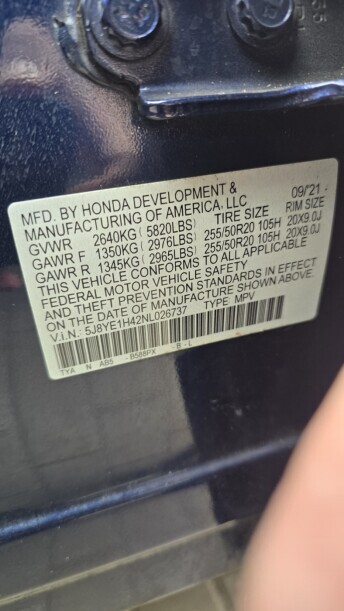 MFD. BY HONDA DEVELOPMENT & 09/'21
MANUFACTURING OF AMERICA, LLC
GVWR 2640KG ( 5820LBS) TIRE SIZE RIM SIZE
GAWR F 1350KG ( 2976LBS) 255/50R20 105H 20X9.0J
GAWR R 1345KG ( 2965LBS) 255/50R20 105H 20X9.0J
THIS VEHICLE CONFORMS TO ALL APPLICABLE
FEDERAL MOTOR VEHICLE SAFETY
AND THEFT PREVENTION STANDARDS IN EFFECT
ON THE DATE OF MANUFACTURE SHOWN ABOVE.
V.I.N.: 5J8YE1H42NL026737 TYPE MPV
TYA N AB5 - B588PX - B - L